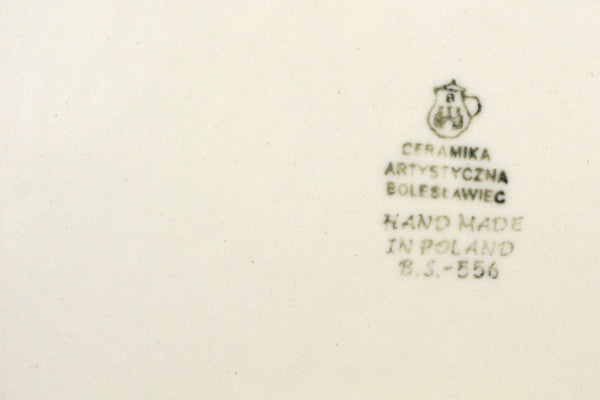 B
CERAMIKA
ARTYSTYCZNA
BOLESŁAWIEC
HAND MADE
IN POLAND
B.S.-556